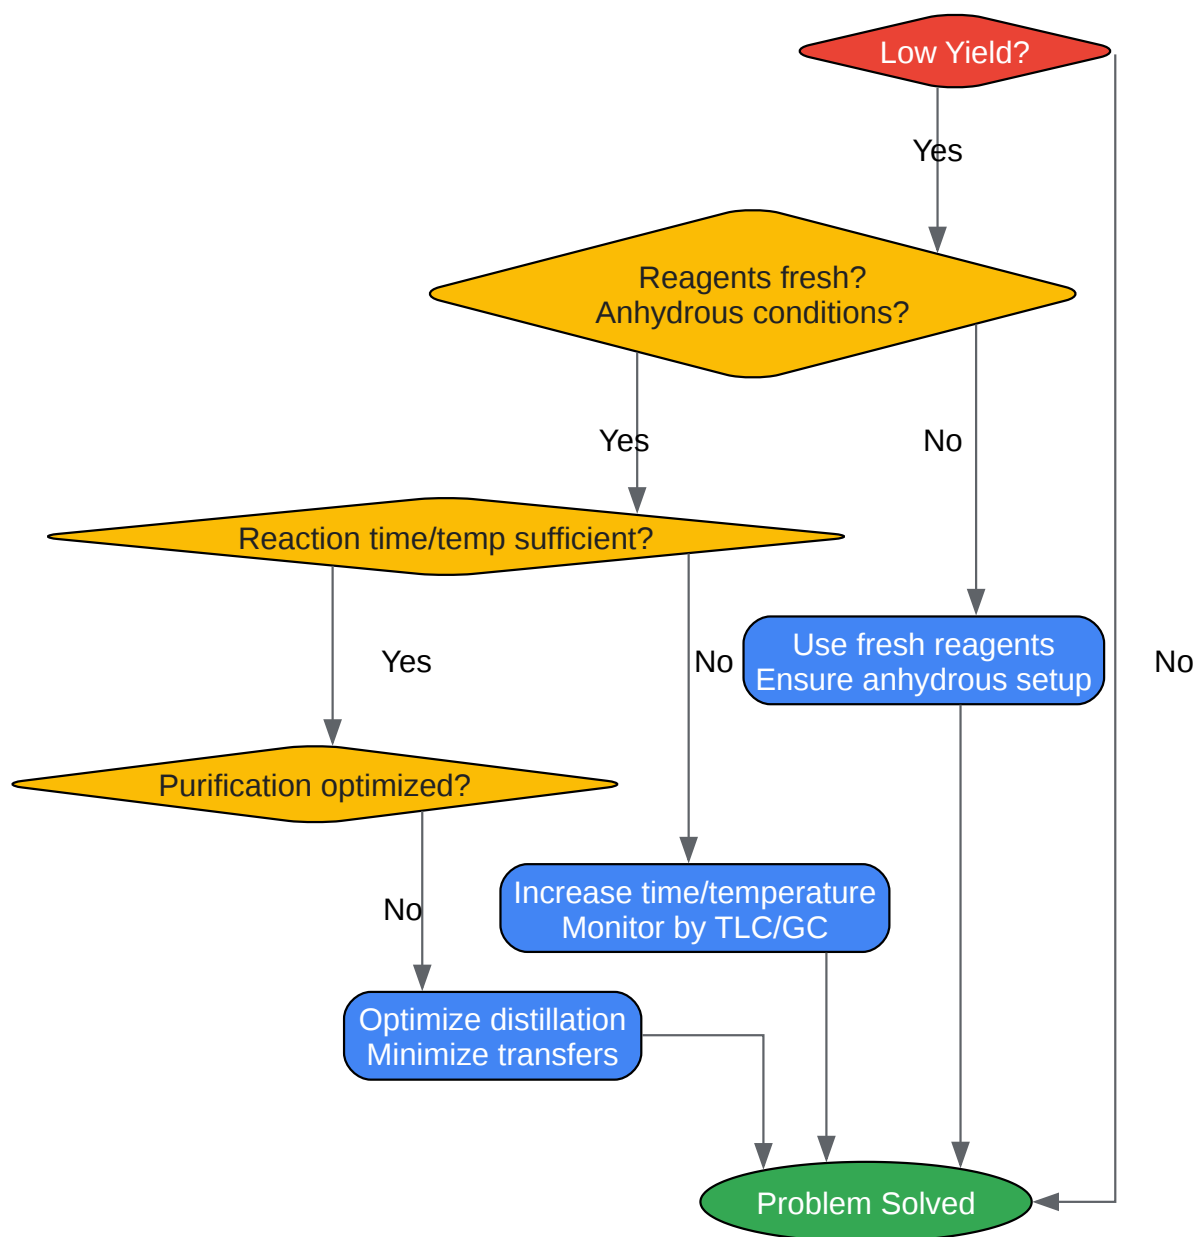 Low Yield?
Yes
Reagents fresh?
Anhydrous conditions?
Yes
No
Reaction time/temp sufficient?
Yes
No
Use fresh reagents
Ensure anhydrous setup
No
Purification optimized?
No
Increase time/temperature
Monitor by TLC/GC
Optimize distillation
Minimize transfers
Problem Solved